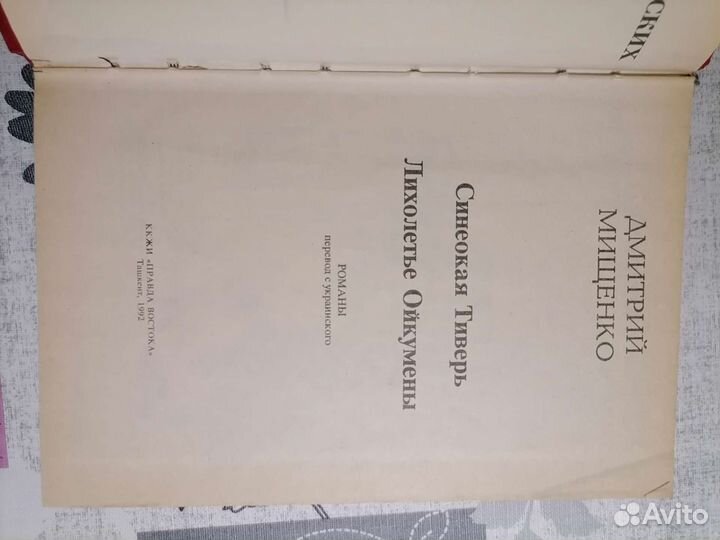 СКИХ
ДМИТРИЙ
МИЩЕНКО
Синеокая Тиверь
Лихолетье Ойкумены
РОМАНЫ
перевод с украинского
ККЖИ «ПРАВДА ВОСТОКА»
Ташкент, 1992
Avito